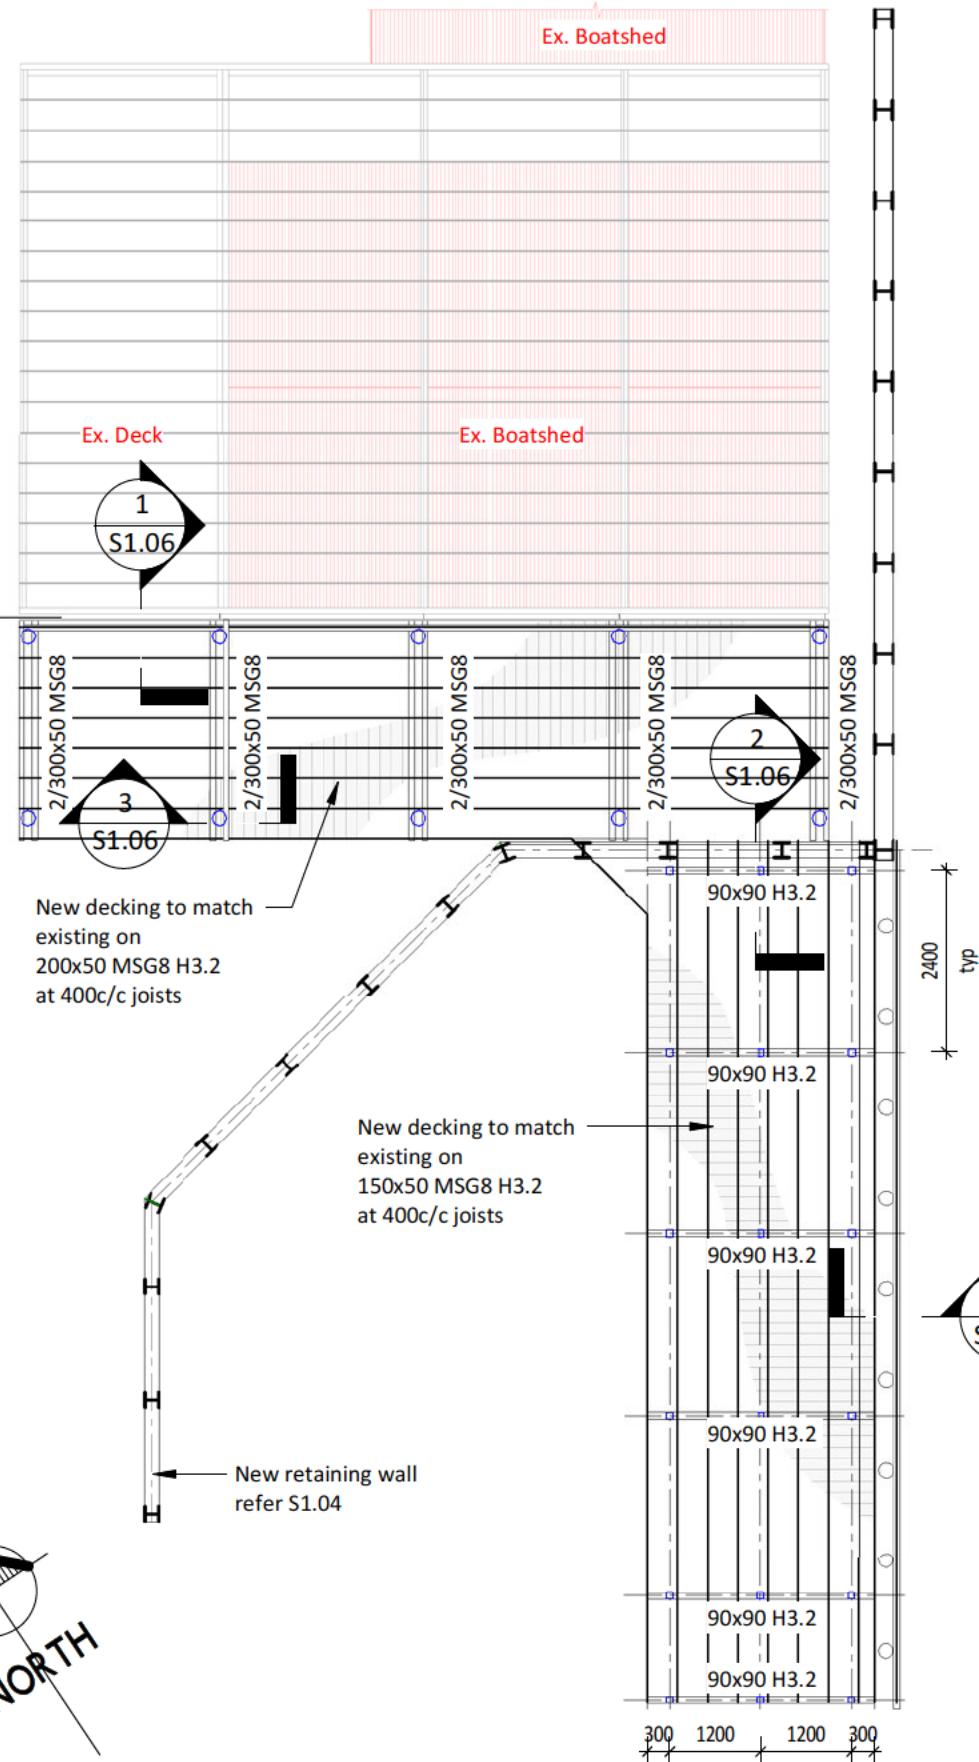 Ex. Boatshed
Ex. Deck
Ex. Boatshed
1
S1.06
2/300x50 MSG8
2/300x50 MSG8
2/300x50 MSG8
2/300x50 MSG8
2/300x50 MSG8
2
S1.06
3
S1.06
New decking to match
existing on
200x50 MSG8 H3.2
at 400c/c joists
90x90 H3.2
2400
typ
90x90 H3.2
New decking to match
existing on
150x50 MSG8 H3.2
at 400c/c joists
90x90 H3.2
90x90 H3.2
New retaining wall
refer S1.04
90x90 H3.2
90x90 H3.2
NORTH
300
1200
1200
300